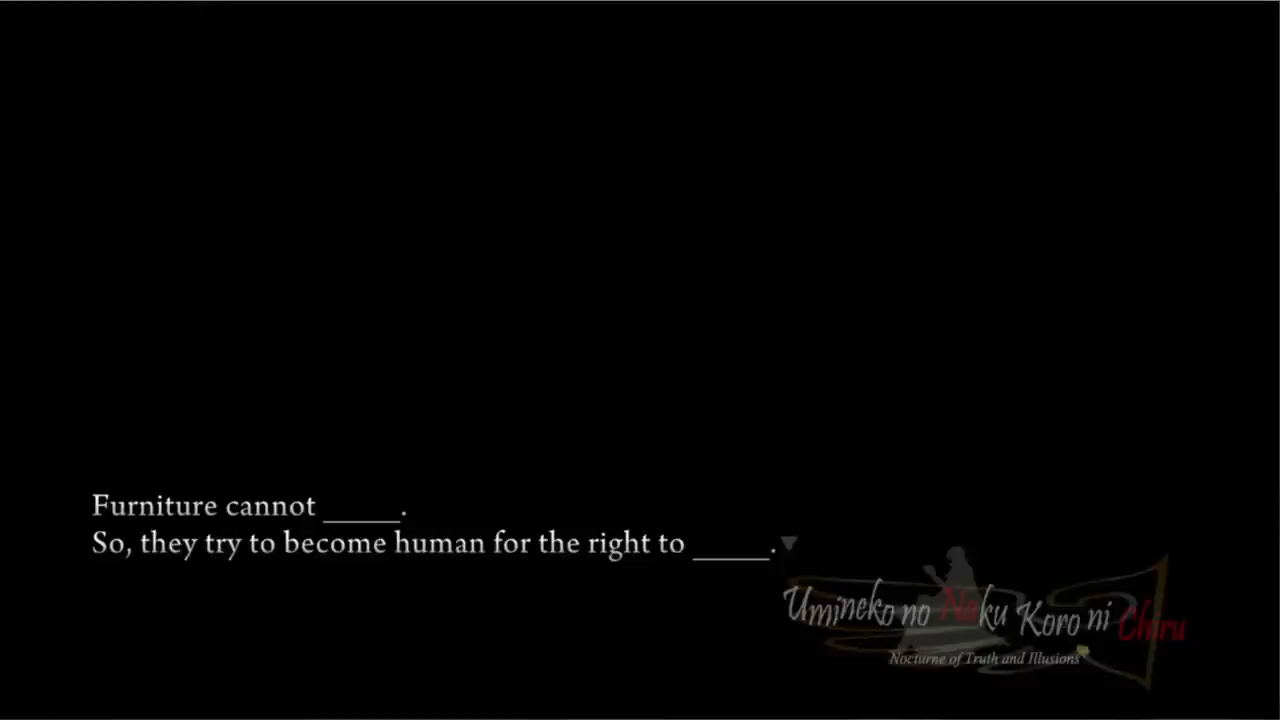 Furniture cannot _____.
So, they try to become human for the right to _____.
Umineko no Naku Koro ni Chiru
Nocturne of Truth and Illusions